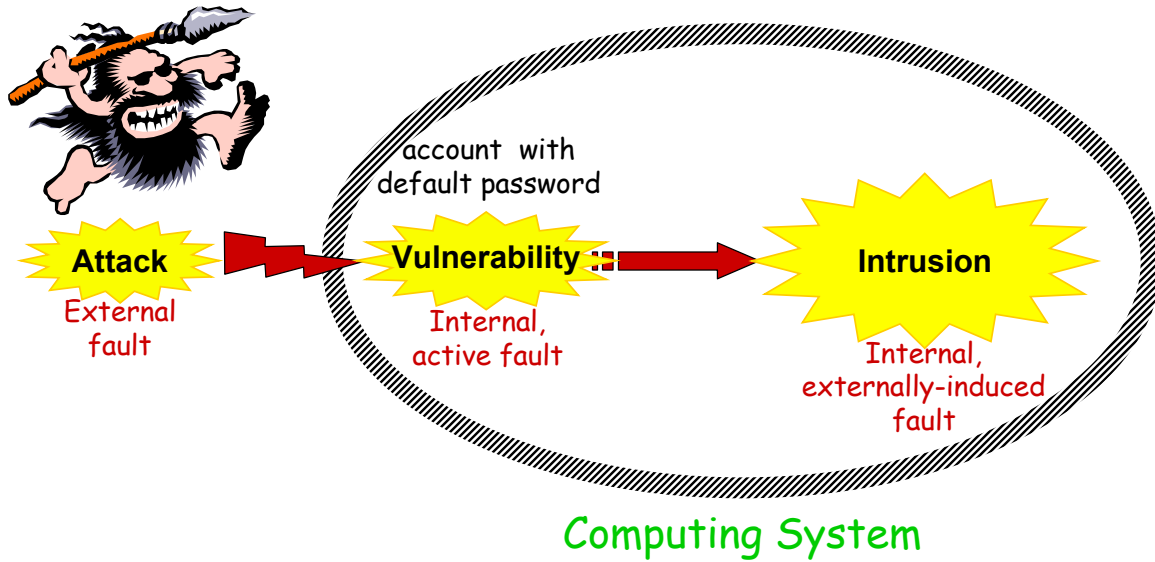 account with
default password
Attack
Vulnerability
Intrusion
External
fault
Internal,
active fault
Internal,
externally-induced
fault
Computing System